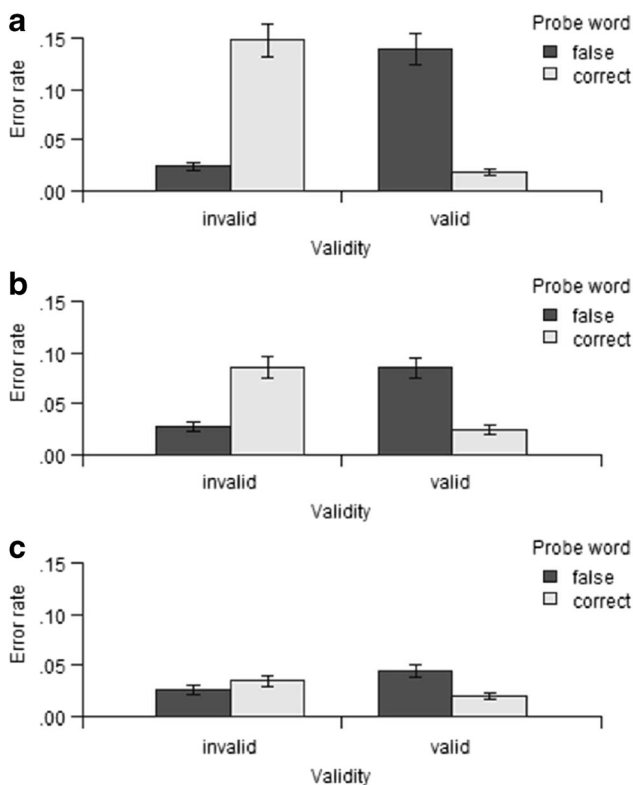 a
Probe word
false
correct
Error rate
.15
.10
.05
.00
invalid
valid
Validity
b
Probe word
false
correct
Error rate
.15
.10
.05
.00
invalid
valid
Validity
c
Probe word
false
correct
Error rate
.15
.10
.05
.00
invalid
valid
Validity